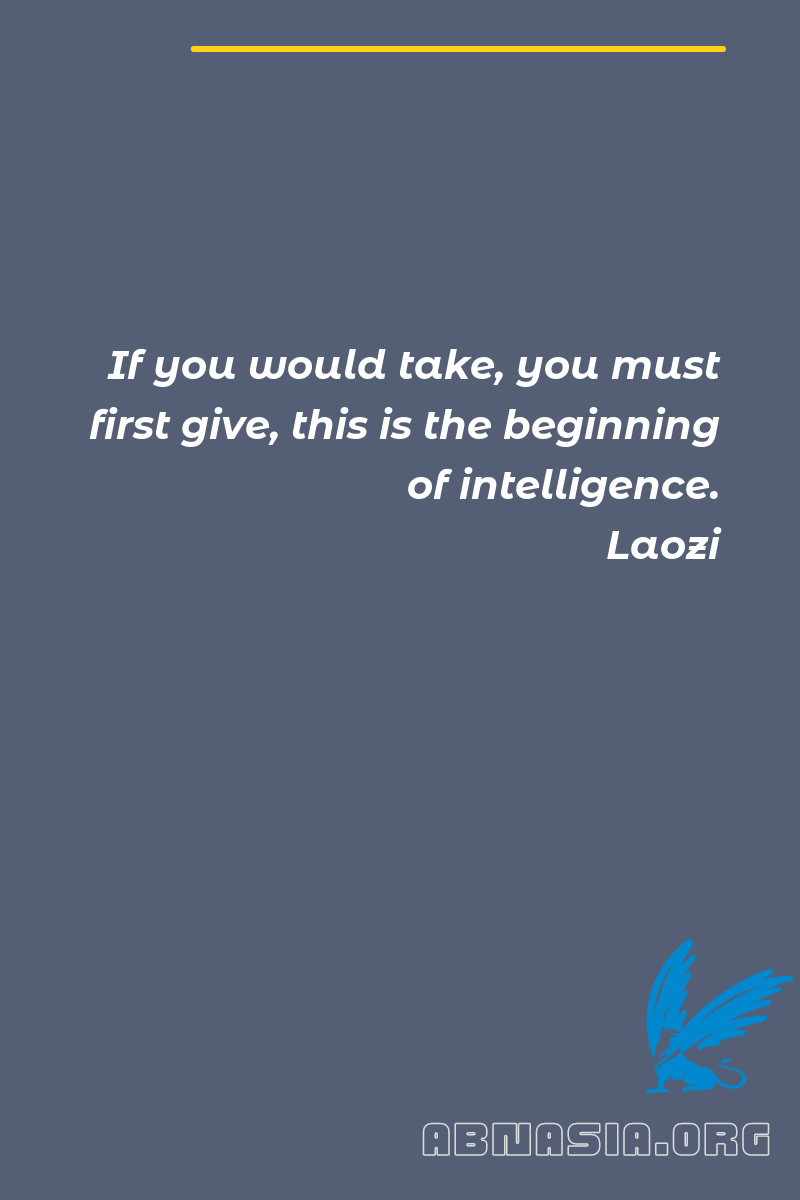 If you would take, you must
first give, this is the beginning
of intelligence.
Laozi
ABNASIA.ORG